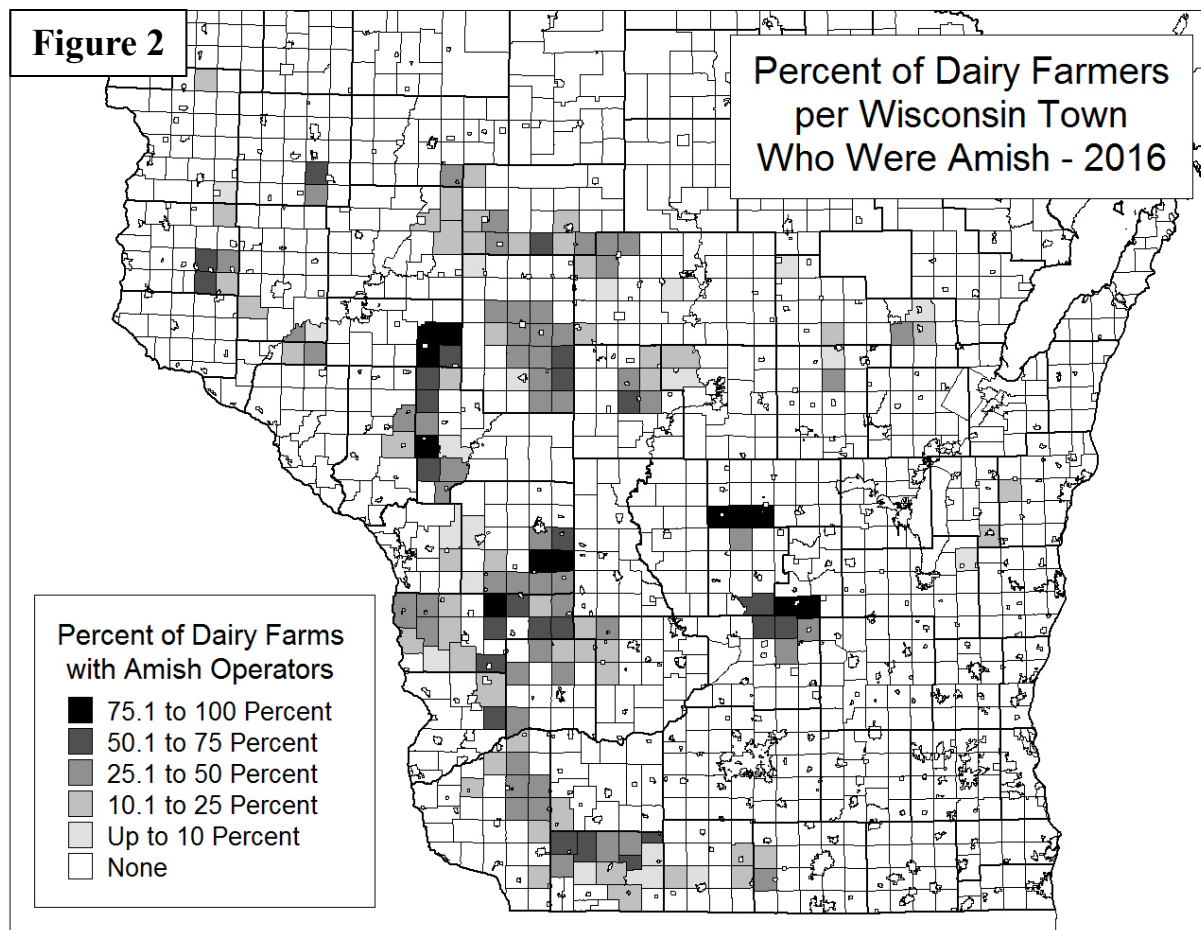 Figure 2
Percent of Dairy Farmers
per Wisconsin Town
Who Were Amish - 2016
Percent of Dairy Farms
with Amish Operators
75.1 to 100 Percent
50.1 to 75 Percent
25.1 to 50 Percent
10.1 to 25 Percent
Up to 10 Percent
None